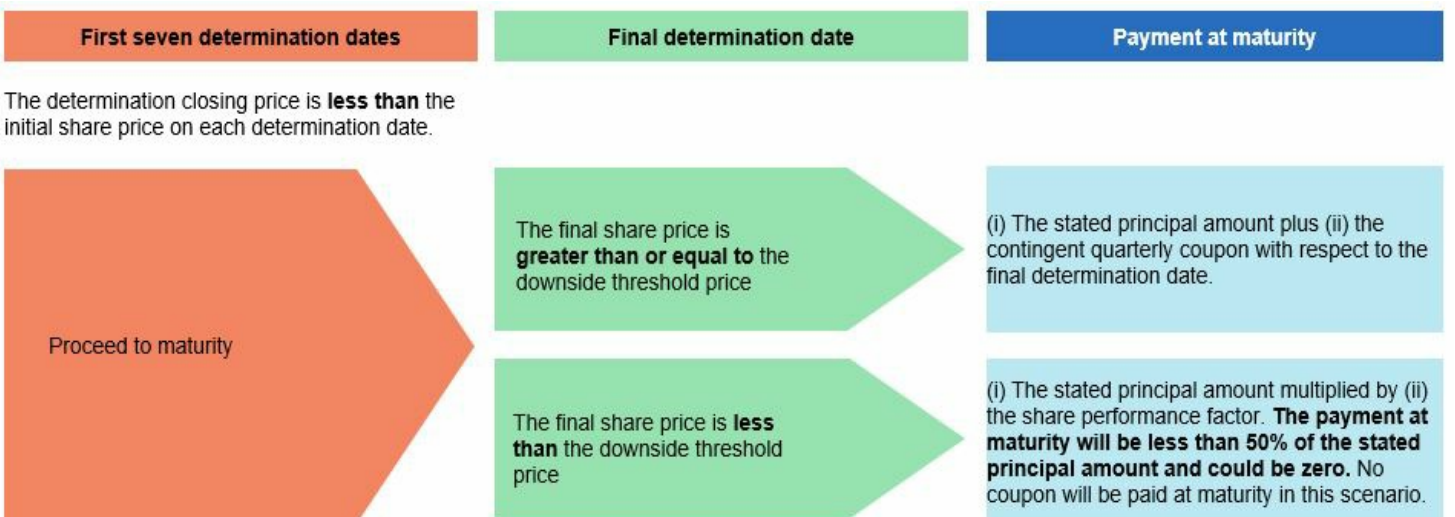 First seven determination dates
Final determination date
Payment at maturity
The determination closing price is less than the
initial share price on each determination date.
Proceed to maturity
The final share price is
greater than or equal to the
downside threshold price
(i) The stated principal amount plus (ii) the
contingent quarterly coupon with respect to the
final determination date.
The final share price is less
than the downside threshold
price
(i) The stated principal amount multiplied by (ii)
the share performance factor. The payment at
maturity will be less than 50% of the stated
principal amount and could be zero. No
coupon will be paid at maturity in this scenario.